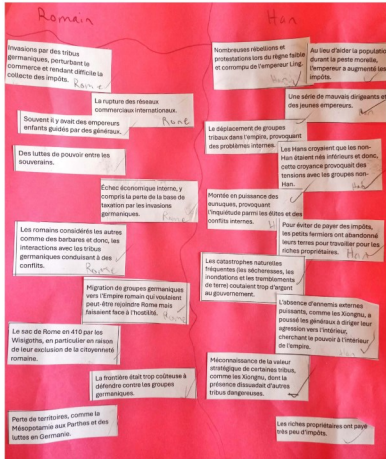 Romain
Han
Invasions par des tribus
germaniques, perturbant le
commerce et rendant difficile la
collecte des impôts.
Rome
La rupture des réseaux
commerciaux internationaux.
Rome
Souvent il y avait des empereurs
enfants guidés par des généraux.
Des luttes de pouvoir entre les
souverains.
Échec économique interne, y
compris la perte de la base de
taxation par les invasions
germaniques.
Rome
Les romains considérés les autres
comme des barbares et donc, les
interactions avec les tribus
germaniques conduisant à des
conflits.
Rome
Migration de groupes germaniques
vers l'Empire romain qui voulaient
peut-être rejoindre Rome mais
faisaient face à l'hostilité.
Rome
Le sac de Rome en 410 par les
Wisigoths, en particulier en raison
de leur exclusion de la citoyenneté
romaine.
La frontière était trop coûteuse à
défendre contre les groupes
germaniques.
Perte de territoires, comme la
Mésopotamie aux Parthes et des
luttes en Germanie.
Nombreuses rébellions et
protestations lors du règne faible
et corrompu de l'empereur Ling.
Au lieu d'aider la population
durant la peste morelle,
l'empereur a augmenté les
impôts.
Une série de mauvais dirigeants et
des jeunes empereurs.
Le déplacement de groupes
tribaux dans l'empire, provoquant
des problèmes internes.
Les Hans croyaient que les non-
Han étaient nés inférieurs et donc,
cette croyance provoquait des
tensions avec les groupes non-
Han.
Montée en puissance des
eunuques, provoquant
l'inquiétude parmi les élites et des
conflits internes.
Pour éviter de payer des impôts,
les petits fermiers ont abandonné
leurs terres pour travailler pour les
riches propriétaires.
Han
Les catastrophes naturelles
fréquentes (les sécheresses, les
inondations et les tremblements
de terre) coûtaient trop d'argent
au gouvernement.
L'absence d'ennemis externes
puissants, comme les Xiongnu, a
poussé les généraux à diriger leur
agression vers l'intérieur,
cherchant le pouvoir à l'intérieur
de l'empire.
Méconnaissance de la valeur
stratégique de certaines tribus,
comme les Xiongnu, dont la
présence dissuadait d'autres
tribus dangereuses.
Les riches propriétaires ont payé
très peu d'impôts.